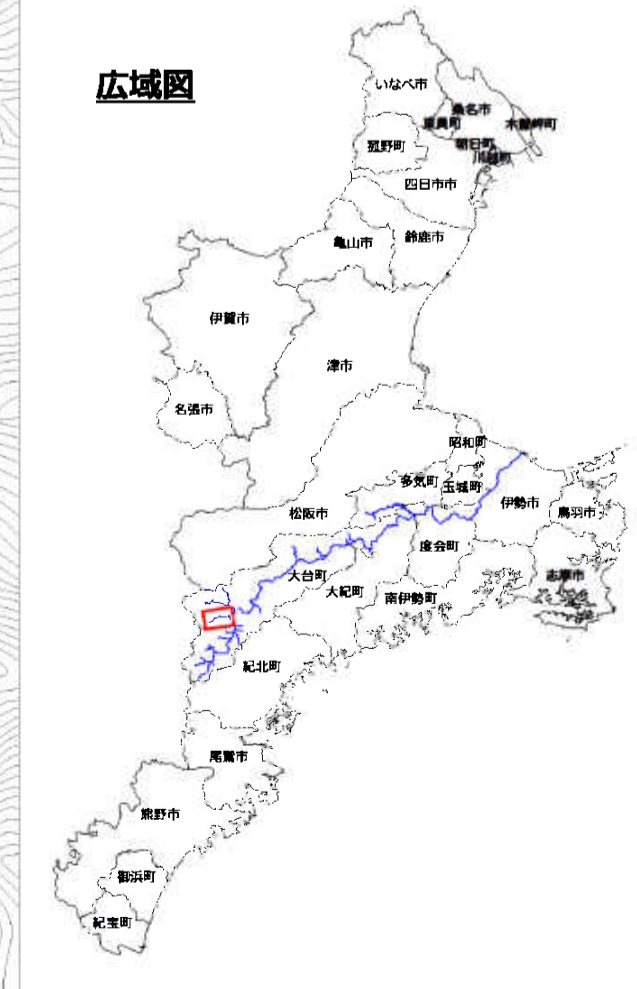 広域図
いなべ市
桑名市
東員町
木曽岬町
菰野町
朝日町
川越町
四日市市
亀山市
鈴鹿市
伊賀市
津市
名張市
昭和町
多気町
玉城町
松阪市
伊勢市
鳥羽市
度会町
大台町
志摩市
大紀町
南伊勢町
紀北町
尾鷲市
熊野市
御浜町
紀宝町